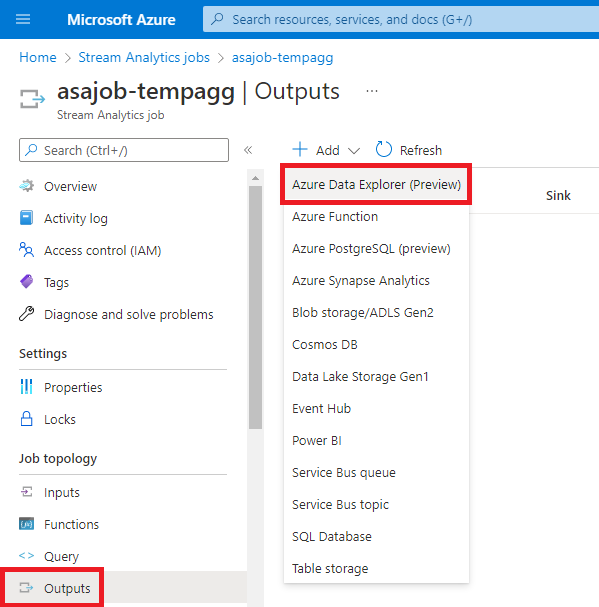 Microsoft Azure
Search resources, services, and docs (G+/)
Home > Stream Analytics jobs > asajob-tempagg
asajob-tempagg | Outputs ...
Stream Analytics job
Search (Ctrl+/)
«
Add
Refresh
Overview
Activity log
Access control (IAM)
Tags
Diagnose and solve problems
Settings
Properties
Locks
Job topology
Inputs
Functions
Query
Outputs
Azure Data Explorer (Preview)
Azure Function
Azure PostgreSQL (preview)
Azure Synapse Analytics
Blob storage/ADLS Gen2
Cosmos DB
Data Lake Storage Gen1
Event Hub
Power BI
Service Bus queue
Service Bus topic
SQL Database
Table storage
Sink